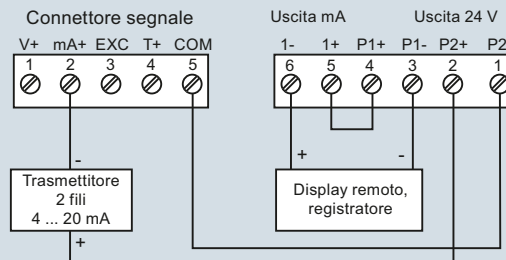 Connettore segnale
Uscita mA
Uscita 24 V
V+ mA+ EXC T+ COM
1- 1+ P1+ P1- P2+ P2
1 2 3 4 5
6 5 4 3 2 1
-
+
-
Trasmettitore
2 fili
4 ... 20 mA
Display remoto,
registratore
+